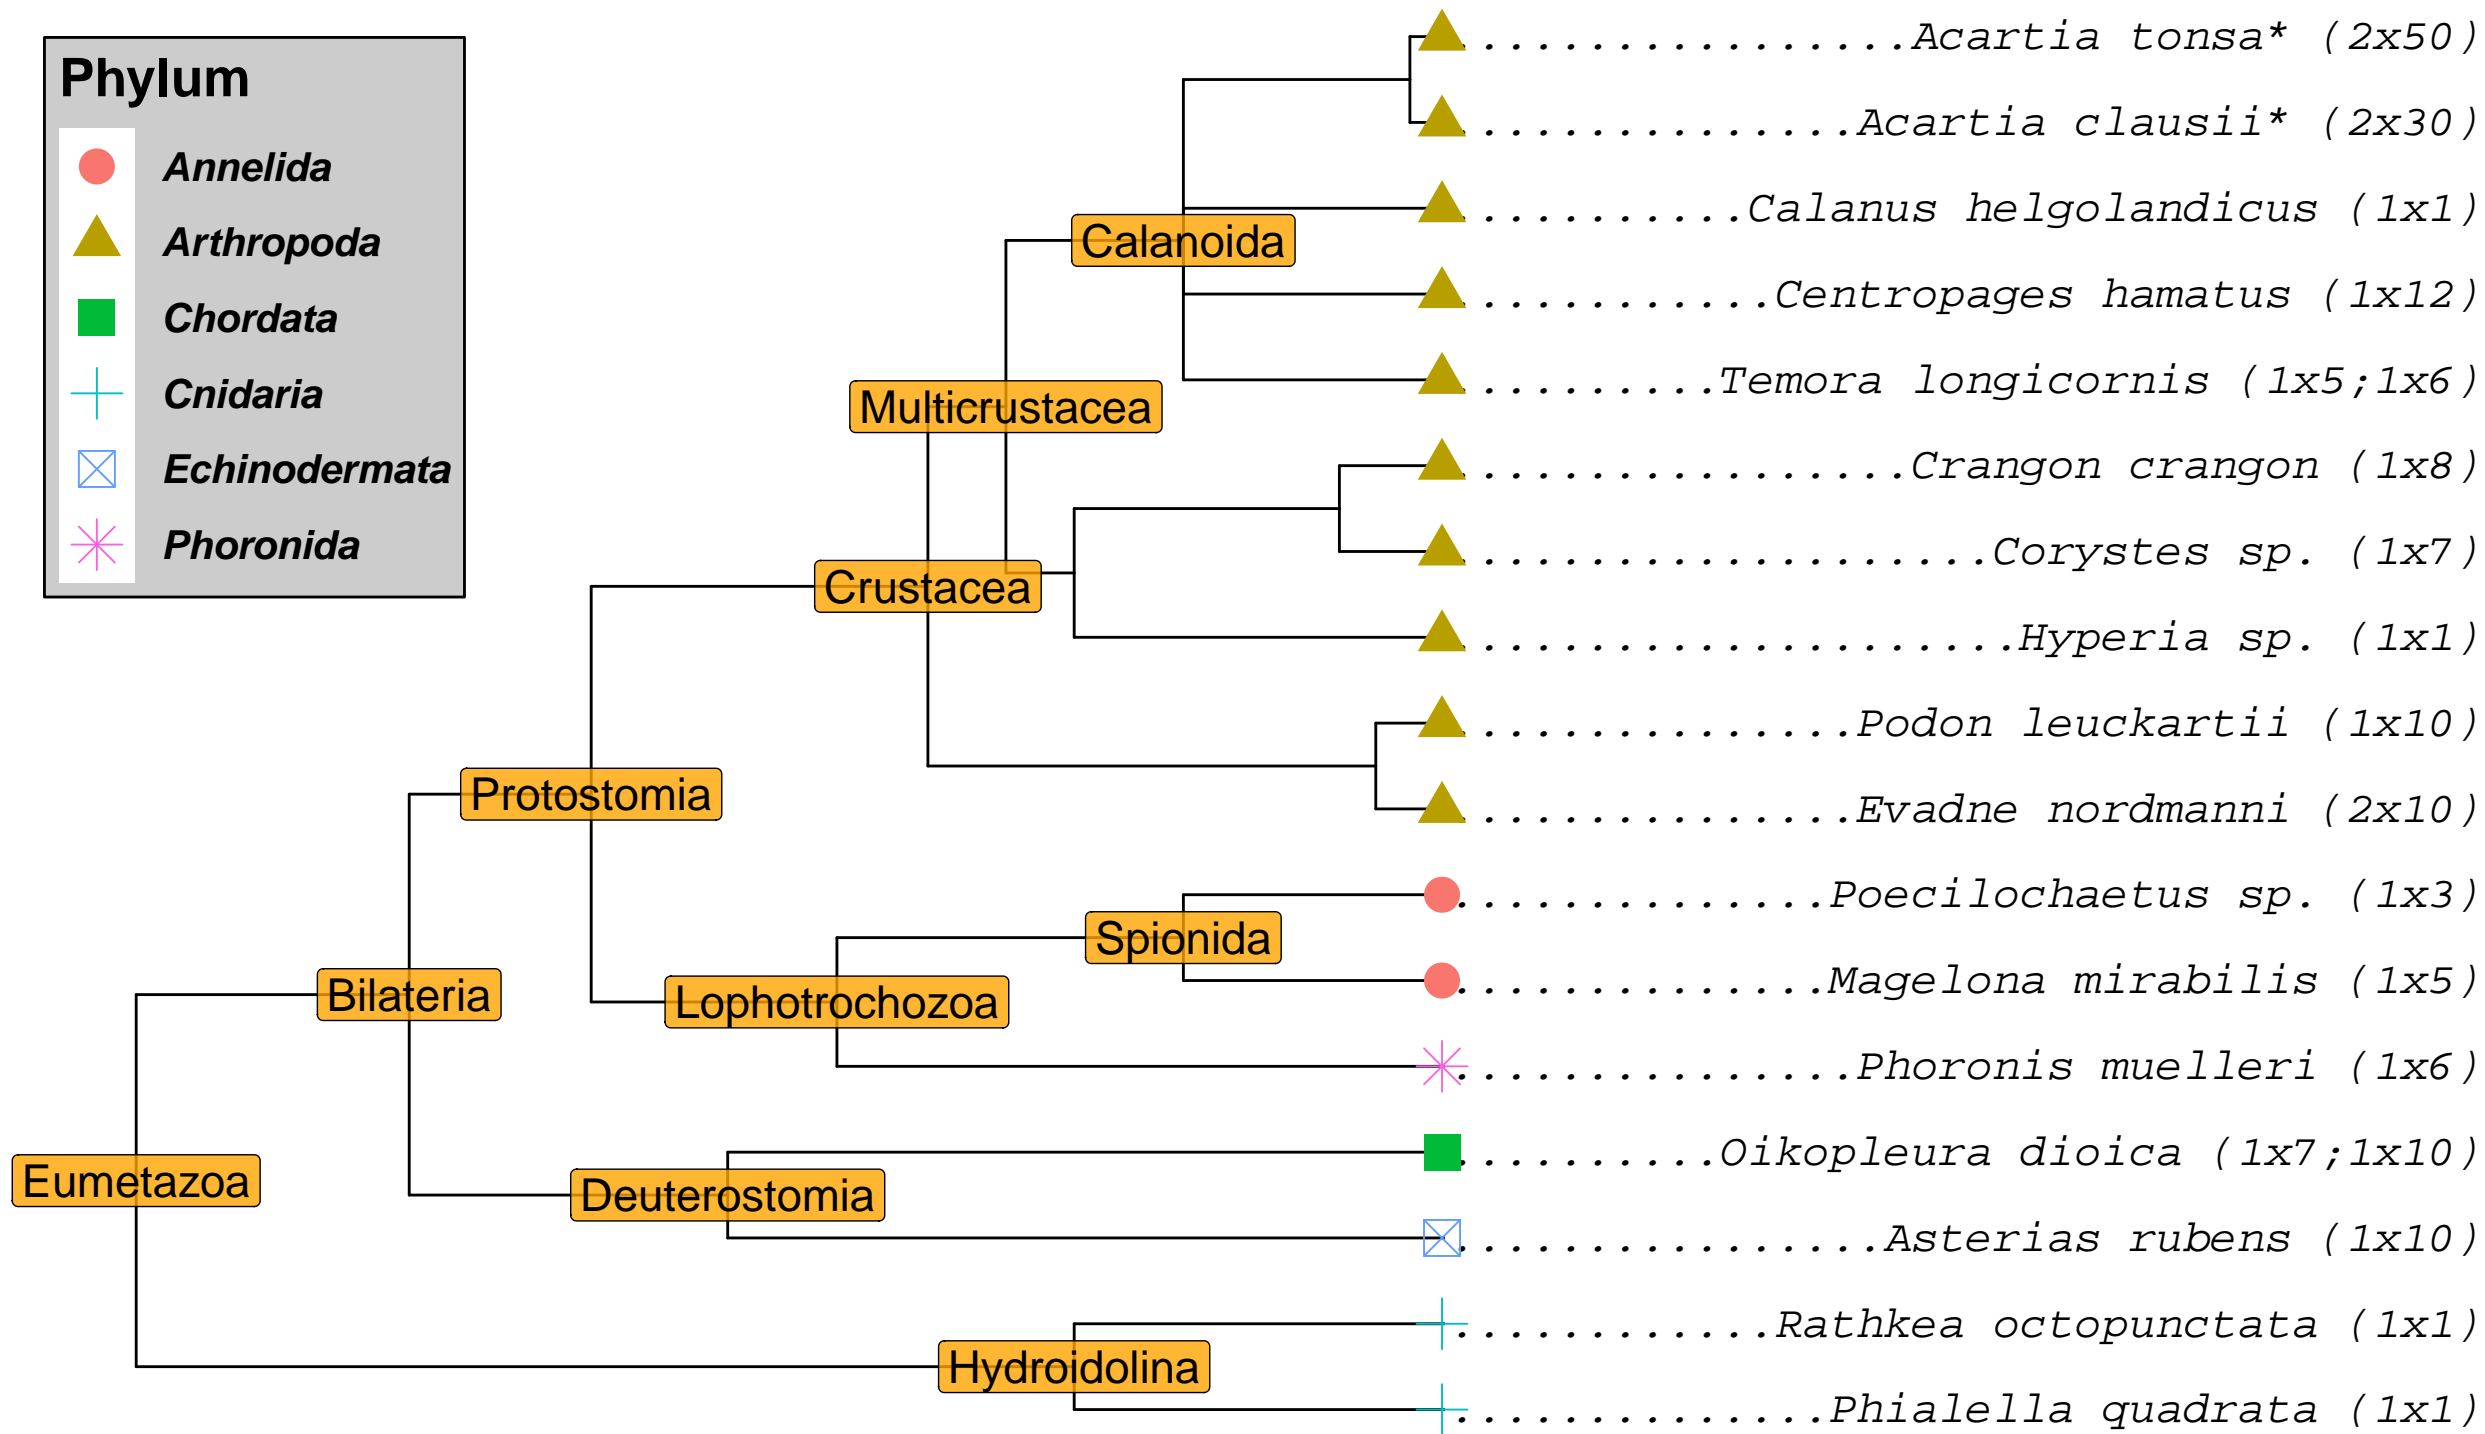 Phylum
Annelida
Arthropoda
Chordata
Cnidaria
Echinodermata
Phoronida
Eumetazoa
Bilateria
Protostomia
Crustacea
Multicrustacea
Calanoida
Lophotrochozoa
Spionida
Deuterostomia
Hydroidolina
Acartia tonsa* (2x50)
Acartia clausii* (2x30)
Calanus helgolandicus (1x1)
Centropages hamatus (1x12)
Temora longicornis (1x5;1x6)
Crangon crangon (1x8)
Corystes sp. (1x7)
Hyperia sp. (1x1)
Podon leuckartii (1x10)
Evadne nordmanni (2x10)
Poecilochaetus sp. (1x3)
Magelona mirabilis (1x5)
Phoronis muelleri (1x6)
Oikopleura dioica (1x7;1x10)
Asterias rubens (1x10)
Rathkea octopunctata (1x1)
Phialella quadrata (1x1)